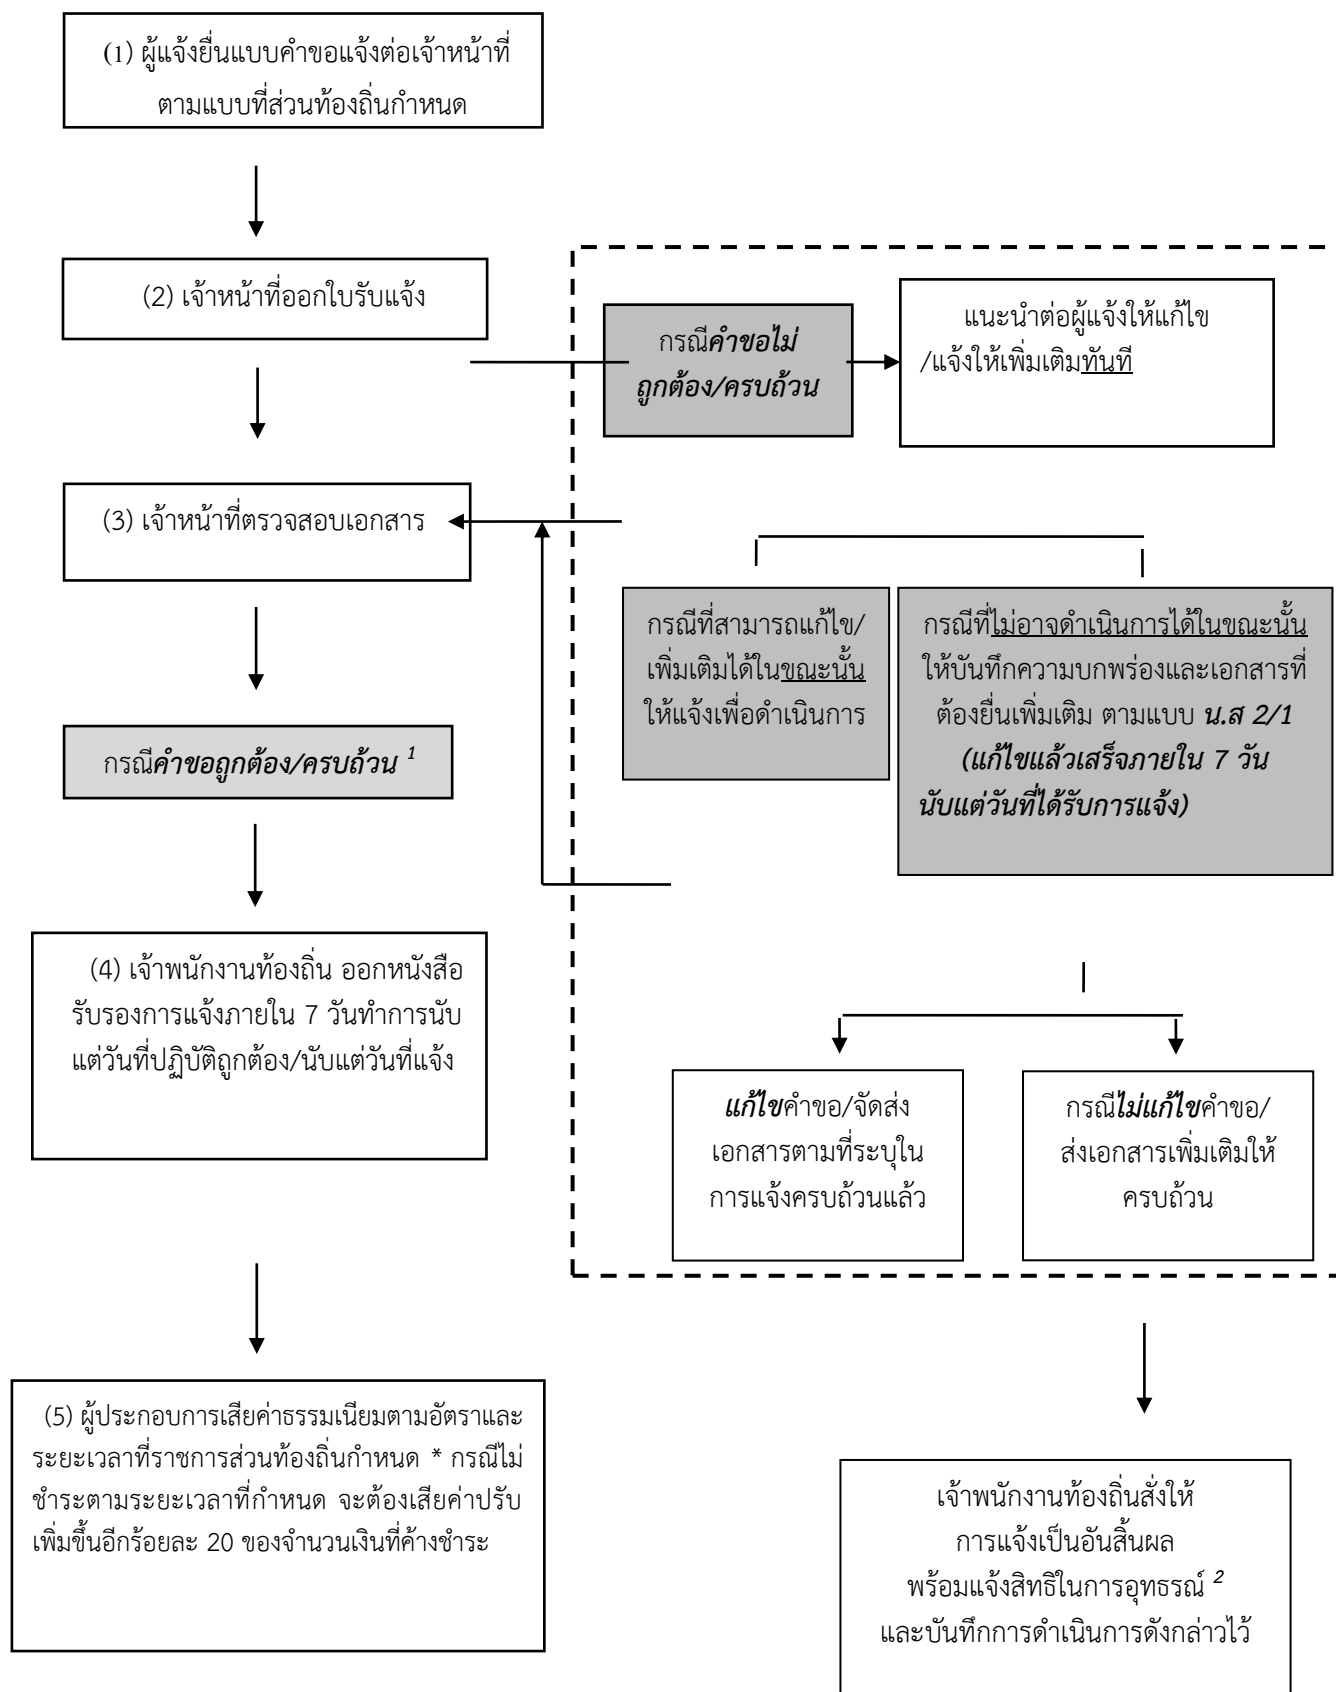 (1) ผู้แจ้งยื่นแบบคำขอแจ้งต่อเจ้าหน้าที่
ตามแบบที่ส่วนท้องถิ่นกำหนด
(2) เจ้าหน้าที่ออกใบรับแจ้ง
กรณีคำขอไม่
ถูกต้อง/ครบถ้วน
แนะนำต่อผู้แจ้งให้แก้ไข
/แจ้งให้เพิ่มเติมทันที
(3) เจ้าหน้าที่ตรวจสอบเอกสาร
กรณีที่สามารถแก้ไข/
เพิ่มเติมได้ในขณะนั้น
ให้แจ้งเพื่อดำเนินการ
กรณีที่ไม่อาจดำเนินการได้ในขณะนั้น
ให้บันทึกความบกพร่องและเอกสารที่
ต้องยื่นเพิ่มเติม ตามแบบ น.ส 2/1
(แก้ไขแล้วเสร็จภายใน 7 วัน
นับแต่วันที่ได้รับการแจ้ง)
กรณีคำขอถูกต้อง/ครบถ้วน 1
(4) เจ้าพนักงานท้องถิ่น ออกหนังสือ
รับรองการแจ้งภายใน 7 วันทำการนับ
แต่วันที่ปฏิบัติถูกต้อง/นับแต่วันที่แจ้ง
แก้ไขคำขอ/จัดส่ง
เอกสารตามที่ระบุใน
การแจ้งครบถ้วนแล้ว
กรณีไม่แก้ไขคำขอ/
ส่งเอกสารเพิ่มเติมให้
ครบถ้วน
(5) ผู้ประกอบการเสียค่าธรรมเนียมตามอัตราและ
ระยะเวลาที่ราชการส่วนท้องถิ่นกำหนด * กรณีไม่
ชำระตามระยะเวลาที่กำหนด จะต้องเสียค่าปรับ
เพิ่มขึ้นอีกร้อยละ 20 ของจำนวนเงินที่ค้างชำระ
เจ้าพนักงานท้องถิ่นสั่งให้
การแจ้งเป็นอันสิ้นผล
พร้อมแจ้งสิทธิในการอุทธรณ์ 2
และบันทึกการดำเนินการดังกล่าวไว้